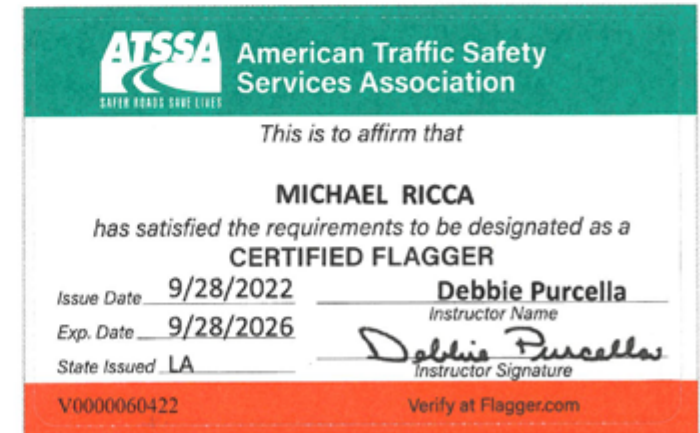 ATSSA
SAFER ROADS SAVE LIVES
American Traffic Safety
Services Association
This is to affirm that
MICHAEL RICCA
has satisfied the requirements to be designated as a
CERTIFIED FLAGGER
Issue Date 9/28/2022
Debbie Purcella
Instructor Name
Exp. Date 9/28/2026
Debbie Purcella
Instructor Signature
State Issued LA
V0000060422
Verify at Flagger.com